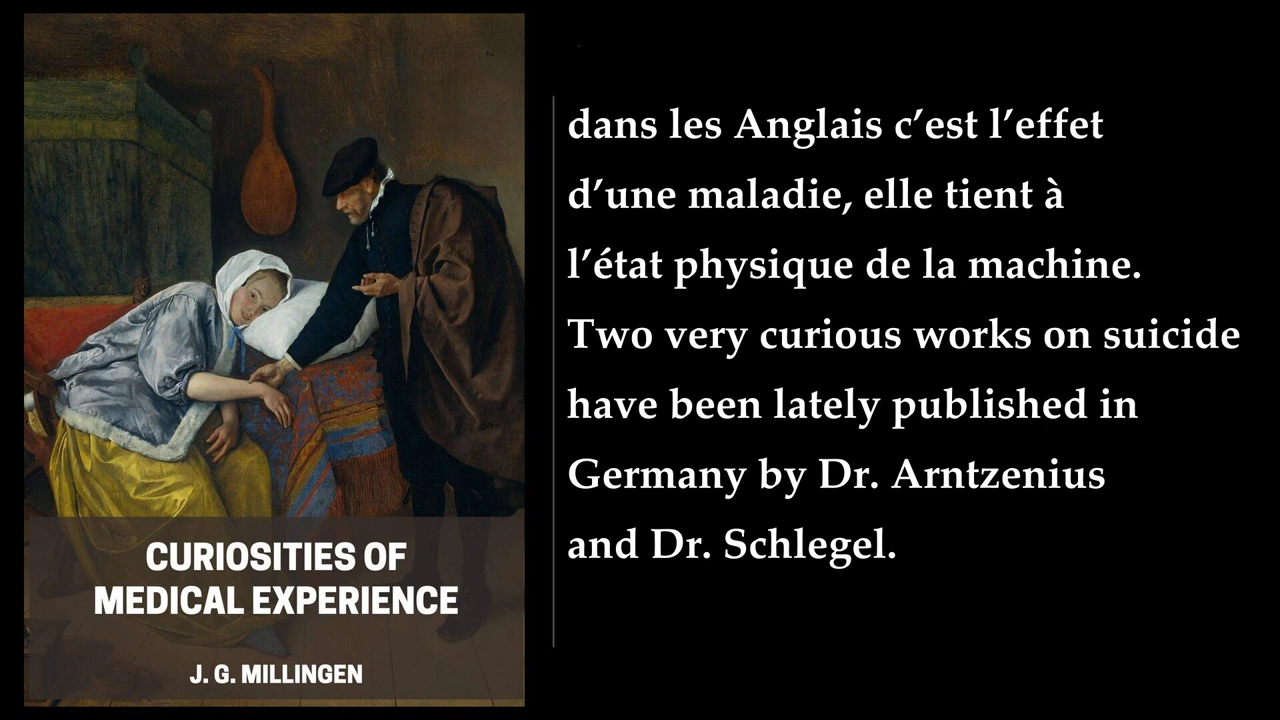 CURIOSITIES OF
MEDICAL EXPERIENCE
J. G. MILLINGEN
dans les Anglais c’est l’effet
d’une maladie, elle tient à
l’état physique de la machine.
Two very curious works on suicide
have been lately published in
Germany by Dr. Arntzenius
and Dr. Schlegel.